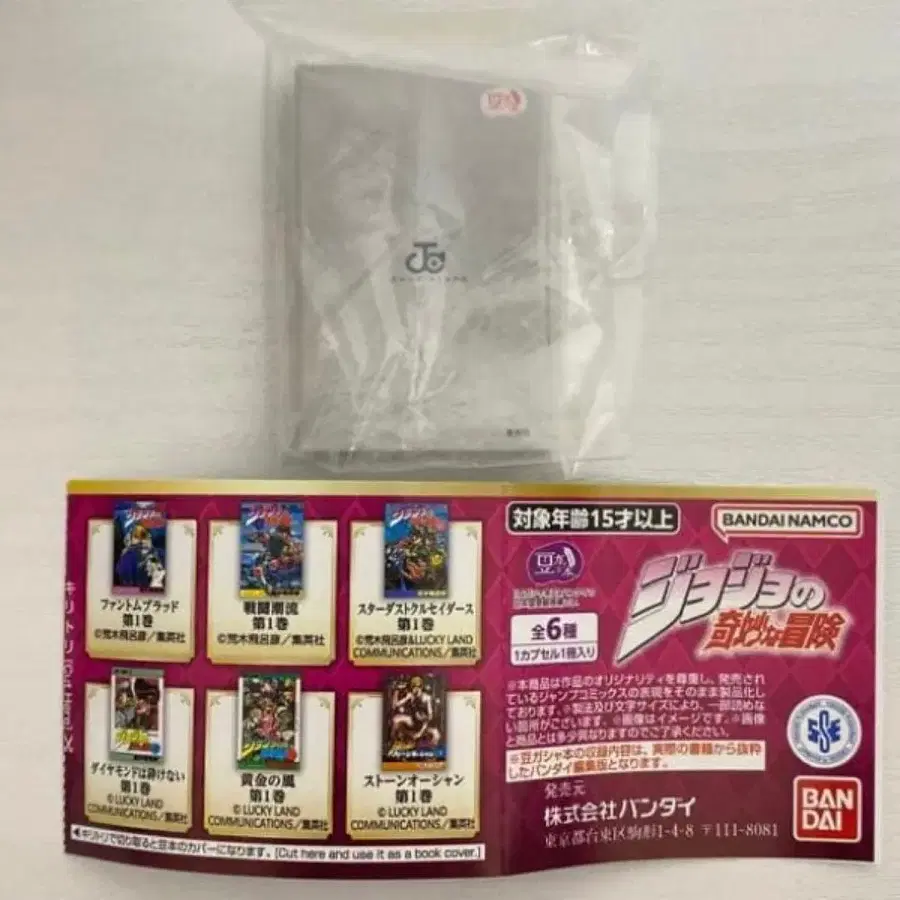 JoJo
対象年齢15才以上
BANDAI NAMCO
豆ガシャ本
ジョジョの
奇妙な冒険
全6種
1カプセル1冊入り
※本商品は作品のオリジナリティを尊重し、発売され
ているジャンプコミックスの表現をそのまま製品化し
ております。※製法及び文字サイズにより、一部読めな
い箇所がございます。※画像はイメージです。※画像
と商品とは多少異なりますのでご了承ください。
※豆ガシャ本の収録内容は、実際の書籍から抜粋
したバンダイ編集版となります。
発売元
株式会社バンダイ
東京都台東区駒形1-4-8 〒111-8081
BAN
DAI
ファントムブラッド
第1巻
©荒木飛呂彦/集英社
戦闘潮流
第1巻
©荒木飛呂彦/集英社
スターダストクルセイダース
第1巻
©荒木飛呂彦&LUCKY LAND
COMMUNICATIONS/集英社
ダイヤモンドは砕けない
第1巻
©LUCKY LAND
COMMUNICATIONS/集英社
黄金の風
第1巻
©LUCKY LAND
COMMUNICATIONS/集英社
ストーンオーシャン
第1巻
©LUCKY LAND
COMMUNICATIONS/集英社
◀キリトリで切り取ると豆本のカバーになります。[Cut here and use it as a book cover.]
キリトリ